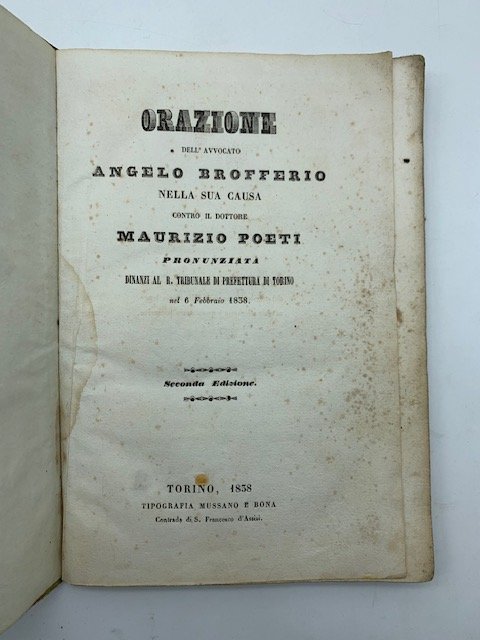 ORAZIONE
DELL' AVVOCATO
ANGELO BROFFERIO
NELLA SUA CAUSA
CONTRO IL DOTTORE
MAURIZIO POETI
PRONUNZIATA
DINANZI AL R. TRIBUNALE DI PREFETTURA DI TORINO
nel 6 Febbraio 1838.
Seconda Edizione.
TORINO, 1838
TIPOGRAFIA MUSSANO E BONA
Contrada di S. Francesco d'Assisi.